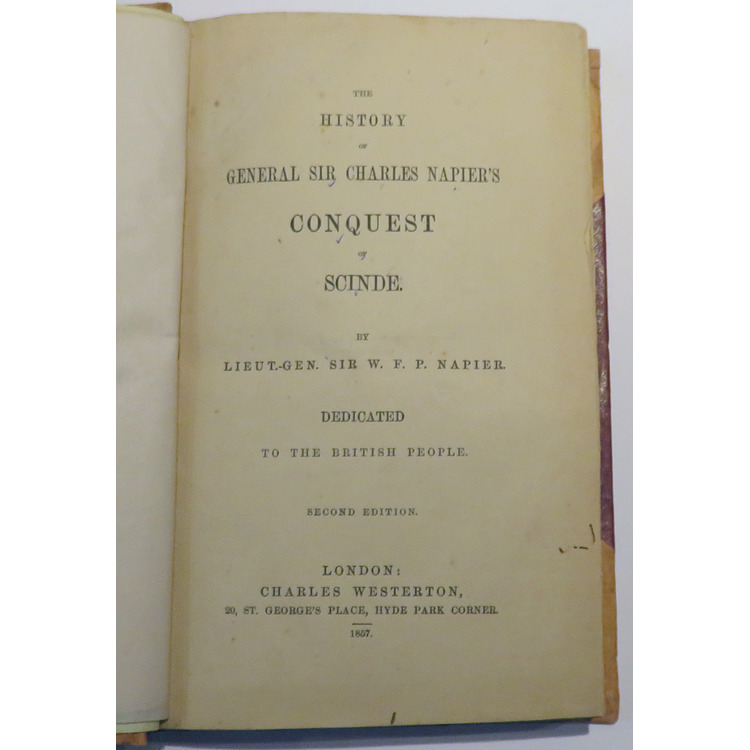 THE
HISTORY
OF
GENERAL SIR CHARLES NAPIER'S
CONQUEST
OF
SCINDE.
BY
LIEUT.-GEN. SIR W. F. P. NAPIER.
DEDICATED
TO THE BRITISH PEOPLE.
SECOND EDITION.
LONDON:
CHARLES WESTERTON,
20, ST. GEORGE'S PLACE, HYDE PARK CORNER.
1857.